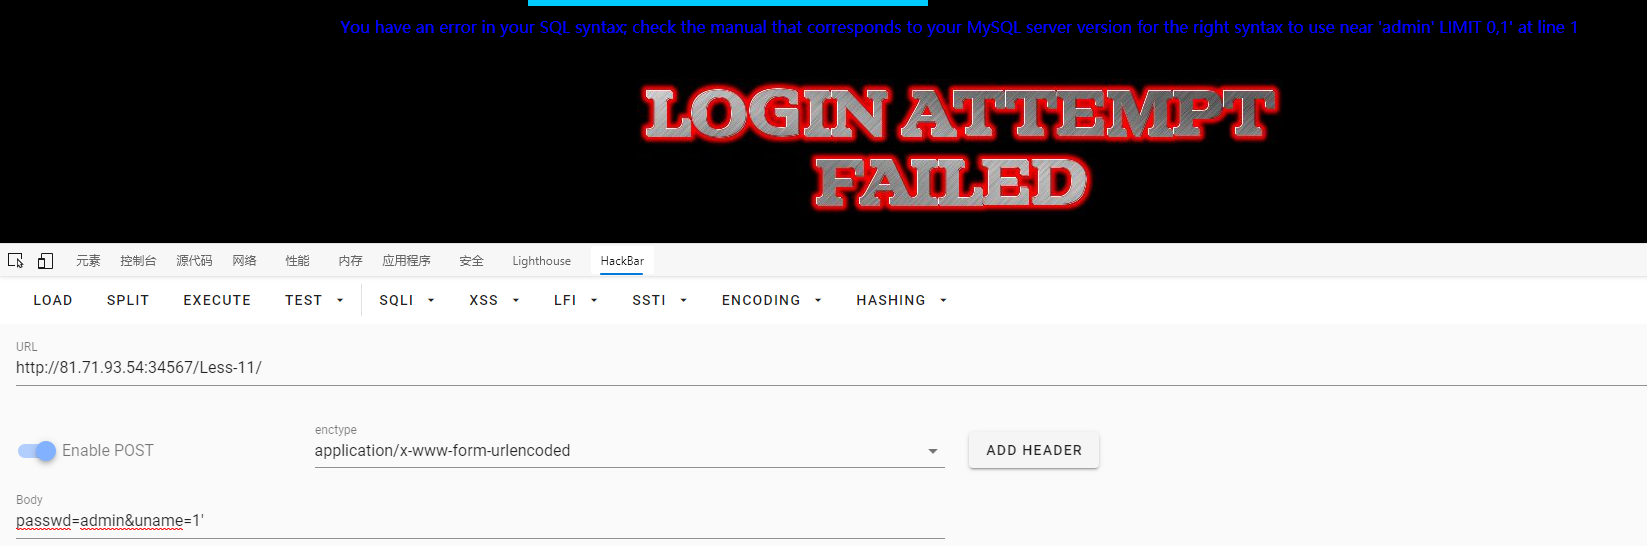 You have an error in your SQL syntax; check the manual that corresponds to your MySQL server version for the right syntax to use near 'admin' LIMIT 0,1' at line 1
LOGIN ATTEMPT
FAILED
元素 控制台 源代码 网络 性能 内存 应用程序 安全 Lighthouse HackBar
LOAD SPLIT EXECUTE TEST SQLI XSS LFI SSTI ENCODING HASHING
URL
http://81.71.93.54:34567/Less-11/
enctype
Enable POST application/x-www-form-urlencoded ADD HEADER
Body
passwd=admin&uname=1'